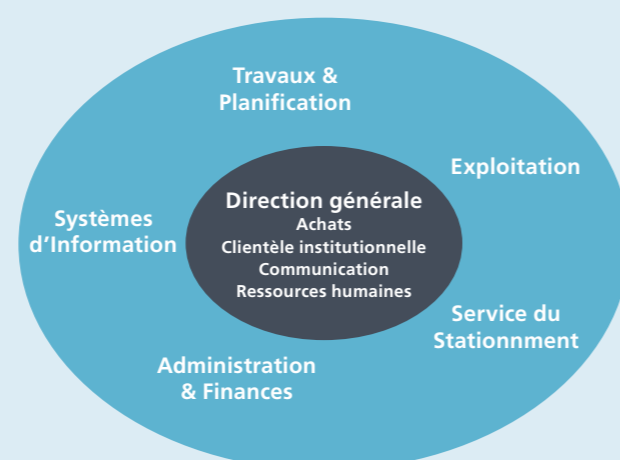 Travaux &
Planification
Exploitation
Direction générale
Achats
Clientèle institutionnelle
Communication
Ressources humaines
Systèmes
d’Information
Service du
Stationnment
Administration
& Finances